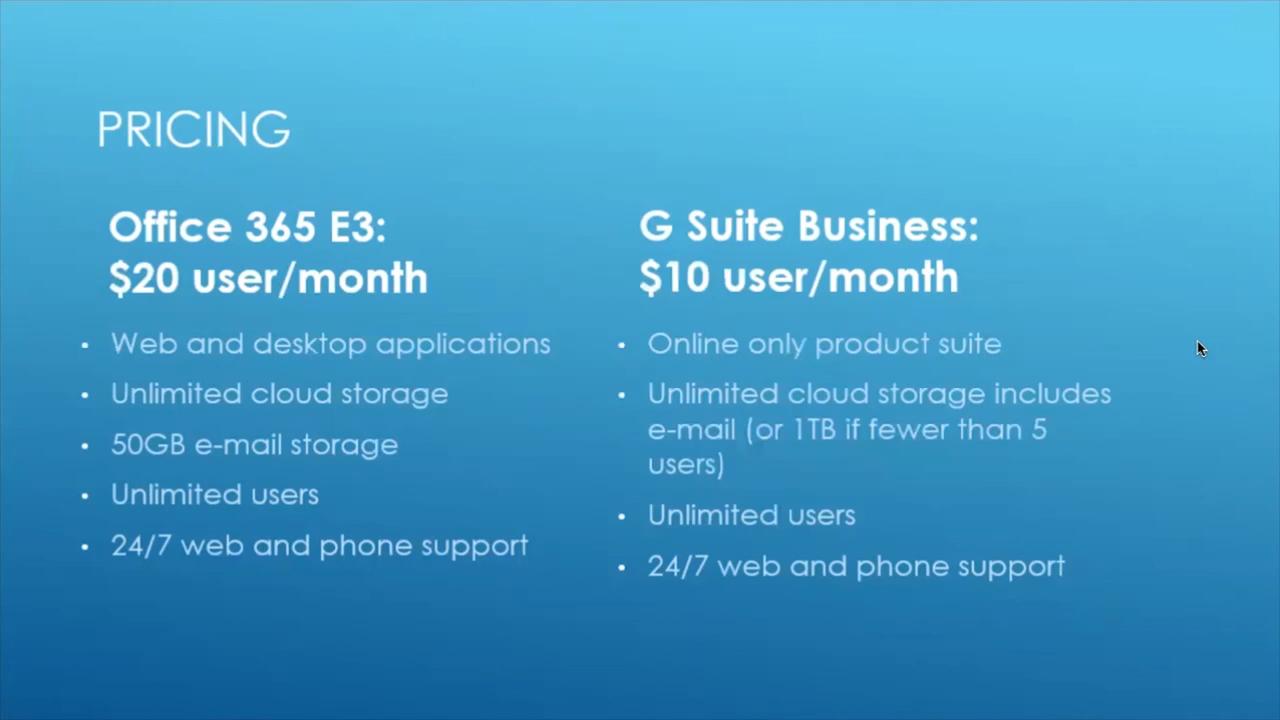 PRICING
Office 365 E3:
$20 user/month
• Web and desktop applications
• Unlimited cloud storage
• 50GB e-mail storage
• Unlimited users
• 24/7 web and phone support
G Suite Business:
$10 user/month
• Online only product suite
• Unlimited cloud storage includes
e-mail (or 1TB if fewer than 5
users)
• Unlimited users
• 24/7 web and phone support